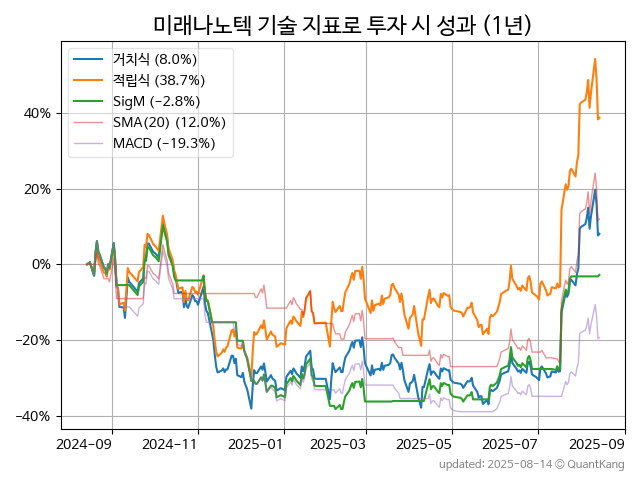 미래나노텍 기술 지표로 투자 시 성과 (1년)
거치식 (8.0%)
적립식 (38.7%)
SigM (−2.8%)
SMA(20) (12.0%)
MACD (−19.3%)
40%
20%
0%
−20%
−40%
2024-09 2024-11 2025-01 2025-03 2025-05 2025-07 2025-09
updated: 2025-08-14 © QuantKang